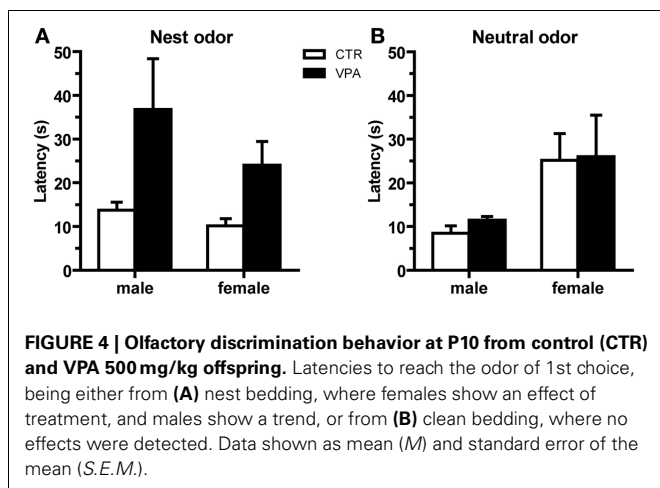 A Nest odor
CTR
VPA
Latency (s)
50
40
30
20
10
0
male female
B Neutral odor
Latency (s)
50
40
30
20
10
0
male female
FIGURE 4 | Olfactory discrimination behavior at P10 from control (CTR)
and VPA 500 mg/kg offspring. Latencies to reach the odor of 1st choice,
being either from (A) nest bedding, where females show an effect of
treatment, and males show a trend, or from (B) clean bedding, where no
effects were detected. Data shown as mean (M) and standard error of the
mean (S.E.M.).